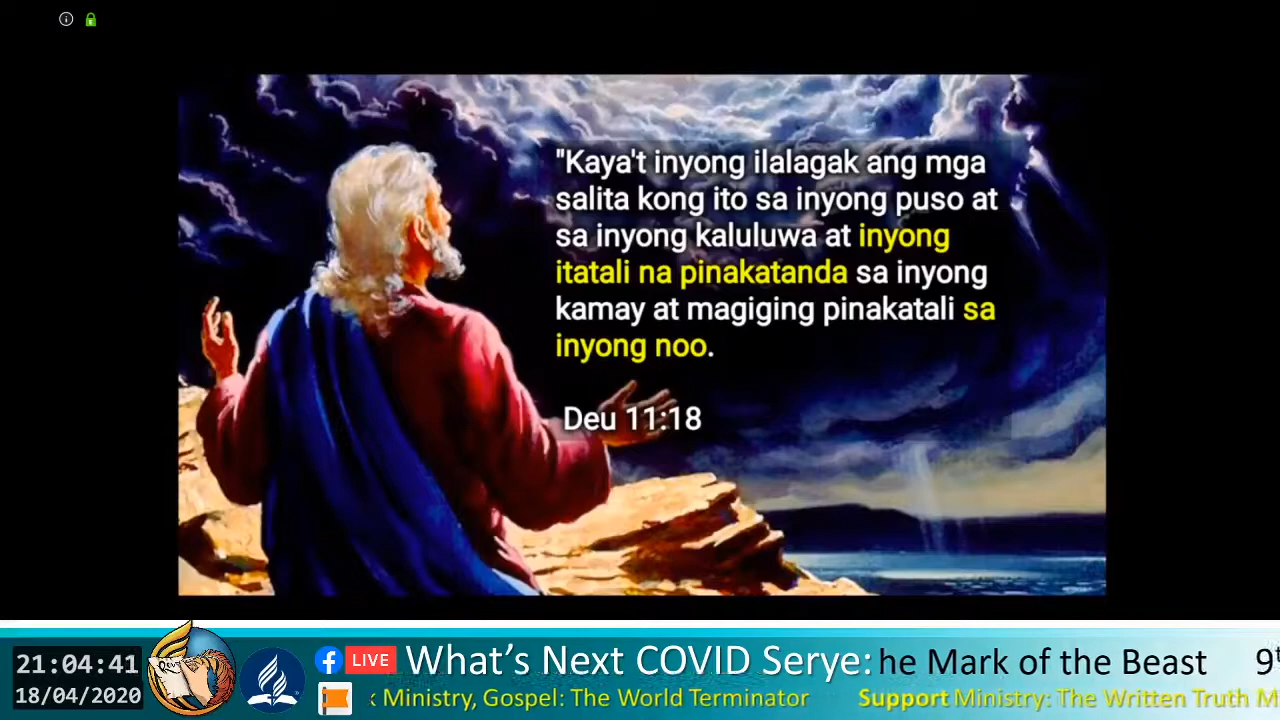 "Kaya't inyong ilalagak ang mga
salita kong ito sa inyong puso at
sa inyong kaluluwa at inyong
itatali na pinakatanda sa inyong
kamay at magiging pinakatali sa
inyong noo.
Deu 11:18
21:04:41
18/04/2020
LIVE
What's Next COVID Serye:
he Mark of the Beast
Ministry, Gospel: The World Terminator
Support Ministry: The Written Truth M